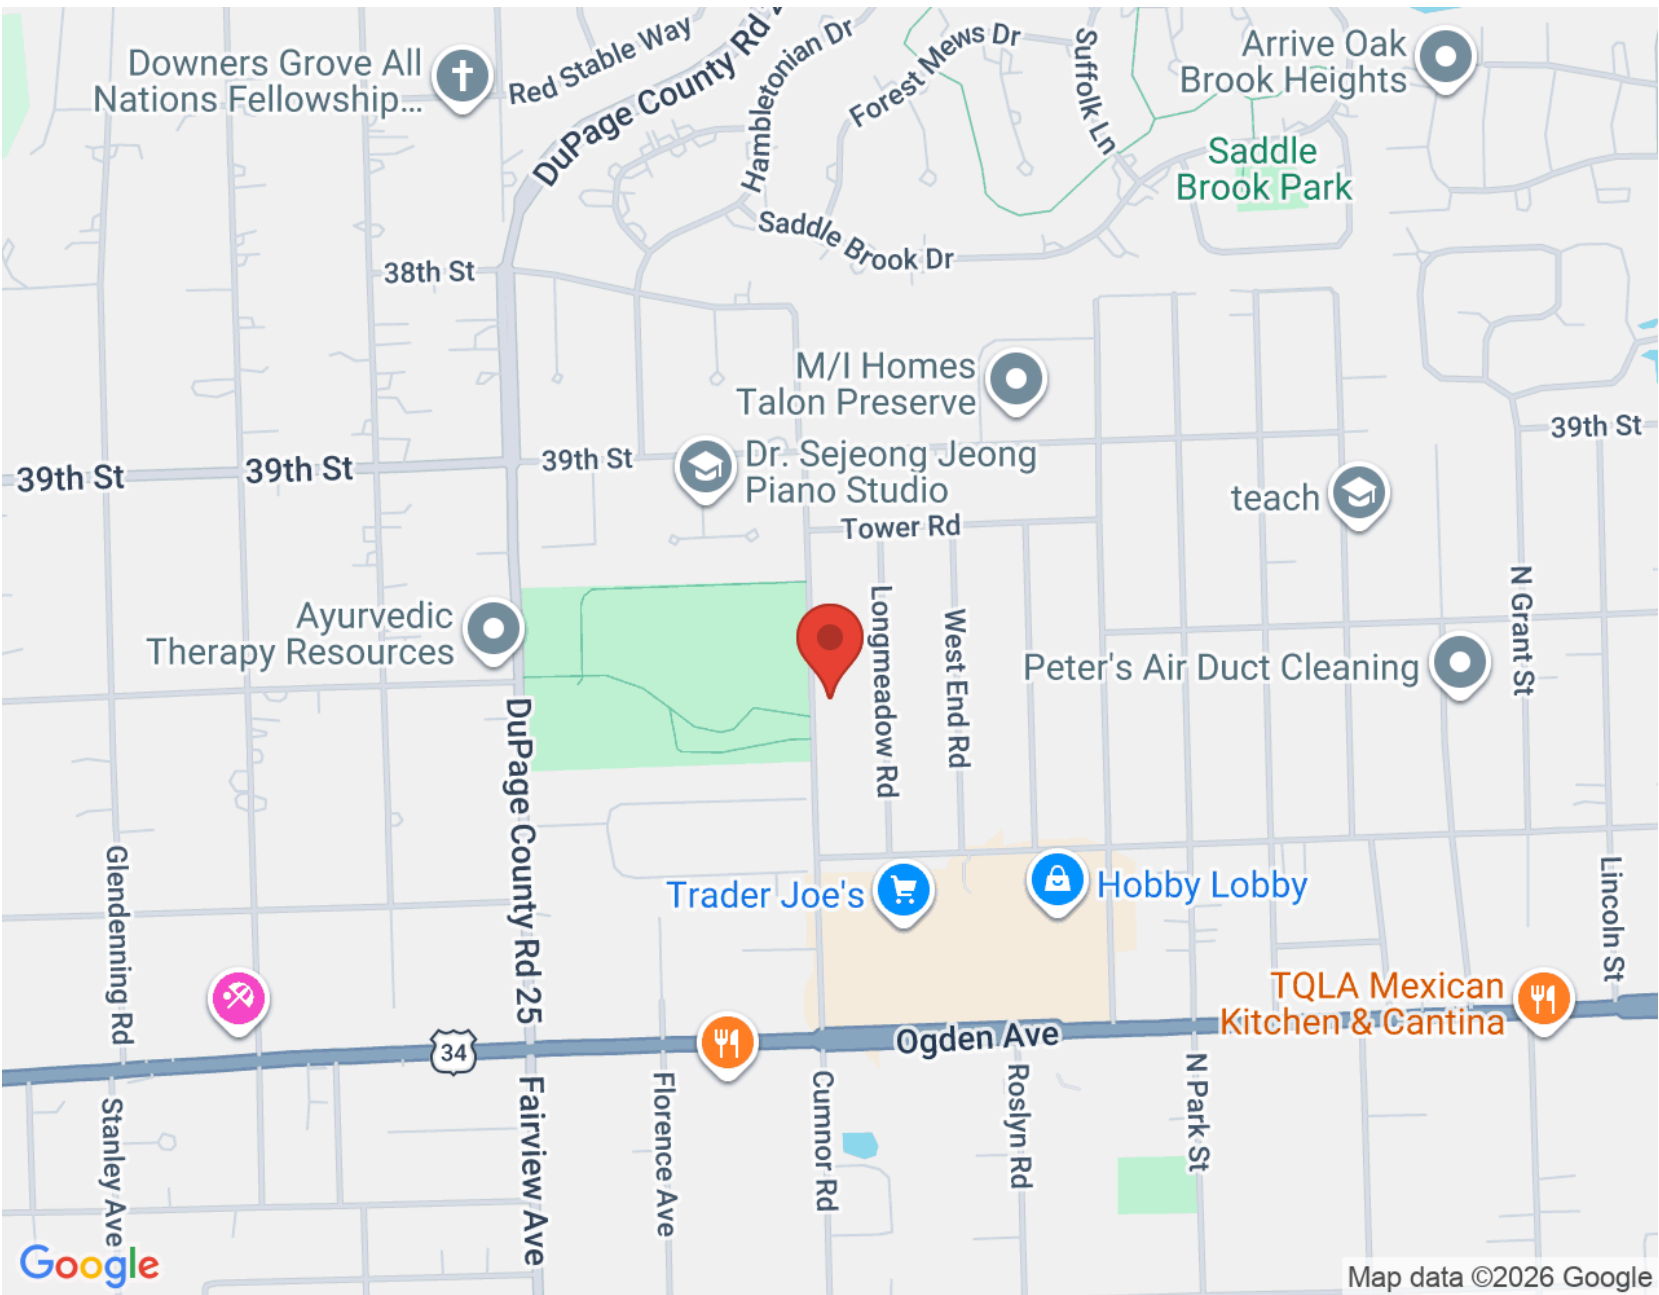 Downers Grove All
Nations Fellowship...
Red Stable Way
DuPage County Rd 2
Hambletonian Dr
Forest Mews Dr
Suffolk Ln
Arrive Oak
Brook Heights
Saddle
Brook Park
Saddle Brook Dr
38th St
M/I Homes
Talon Preserve
39th St
39th St
39th St
39th St
Dr. Sejeong Jeong
Piano Studio
teach
Tower Rd
Ayurvedic
Therapy Resources
Longmeadow Rd
West End Rd
Peter's Air Duct Cleaning
N Grant St
DuPage County Rd 25
Glendenning Rd
Trader Joe's
Hobby Lobby
Lincoln St
TQLA Mexican
Kitchen & Cantina
34
Ogden Ave
Stanley Ave
Fairview Ave
Florence Ave
Cumnor Rd
Roslyn Rd
N Park St
Google
Map data ©2026 Google